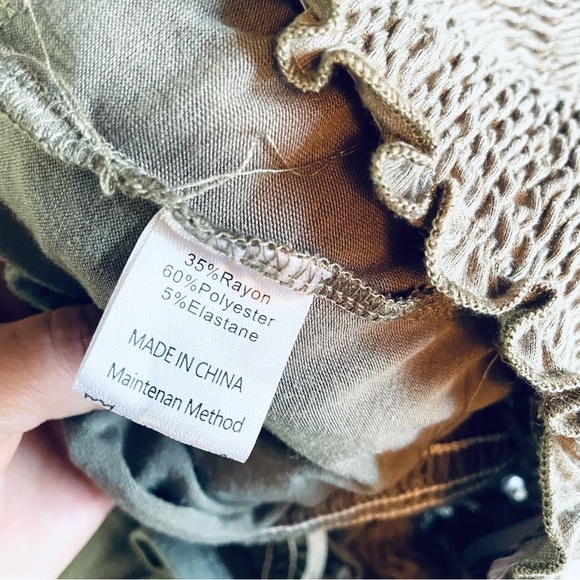 35%Rayon
60%Polyester
5%Elastane
MADE IN CHINA
Maintenan Method